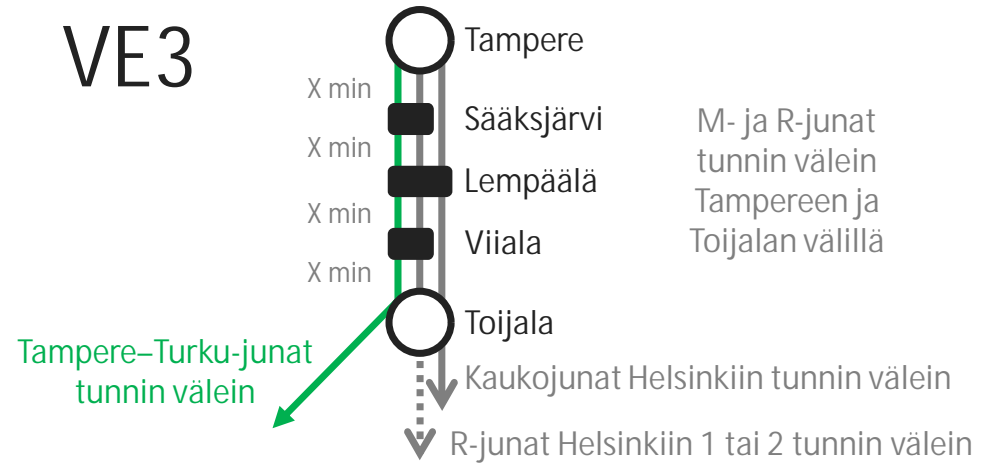 VE3
Tampere
X min
Sääksjärvi
X min
Lempäälä
X min
Viiala
X min
Toijala
M- ja R-junat
tunnin välein
Tampereen ja
Toijalan välillä
Tampere–Turku-junat
tunnin välein
Kaukojunat Helsinkiin tunnin välein
R-junat Helsinkiin 1 tai 2 tunnin välein